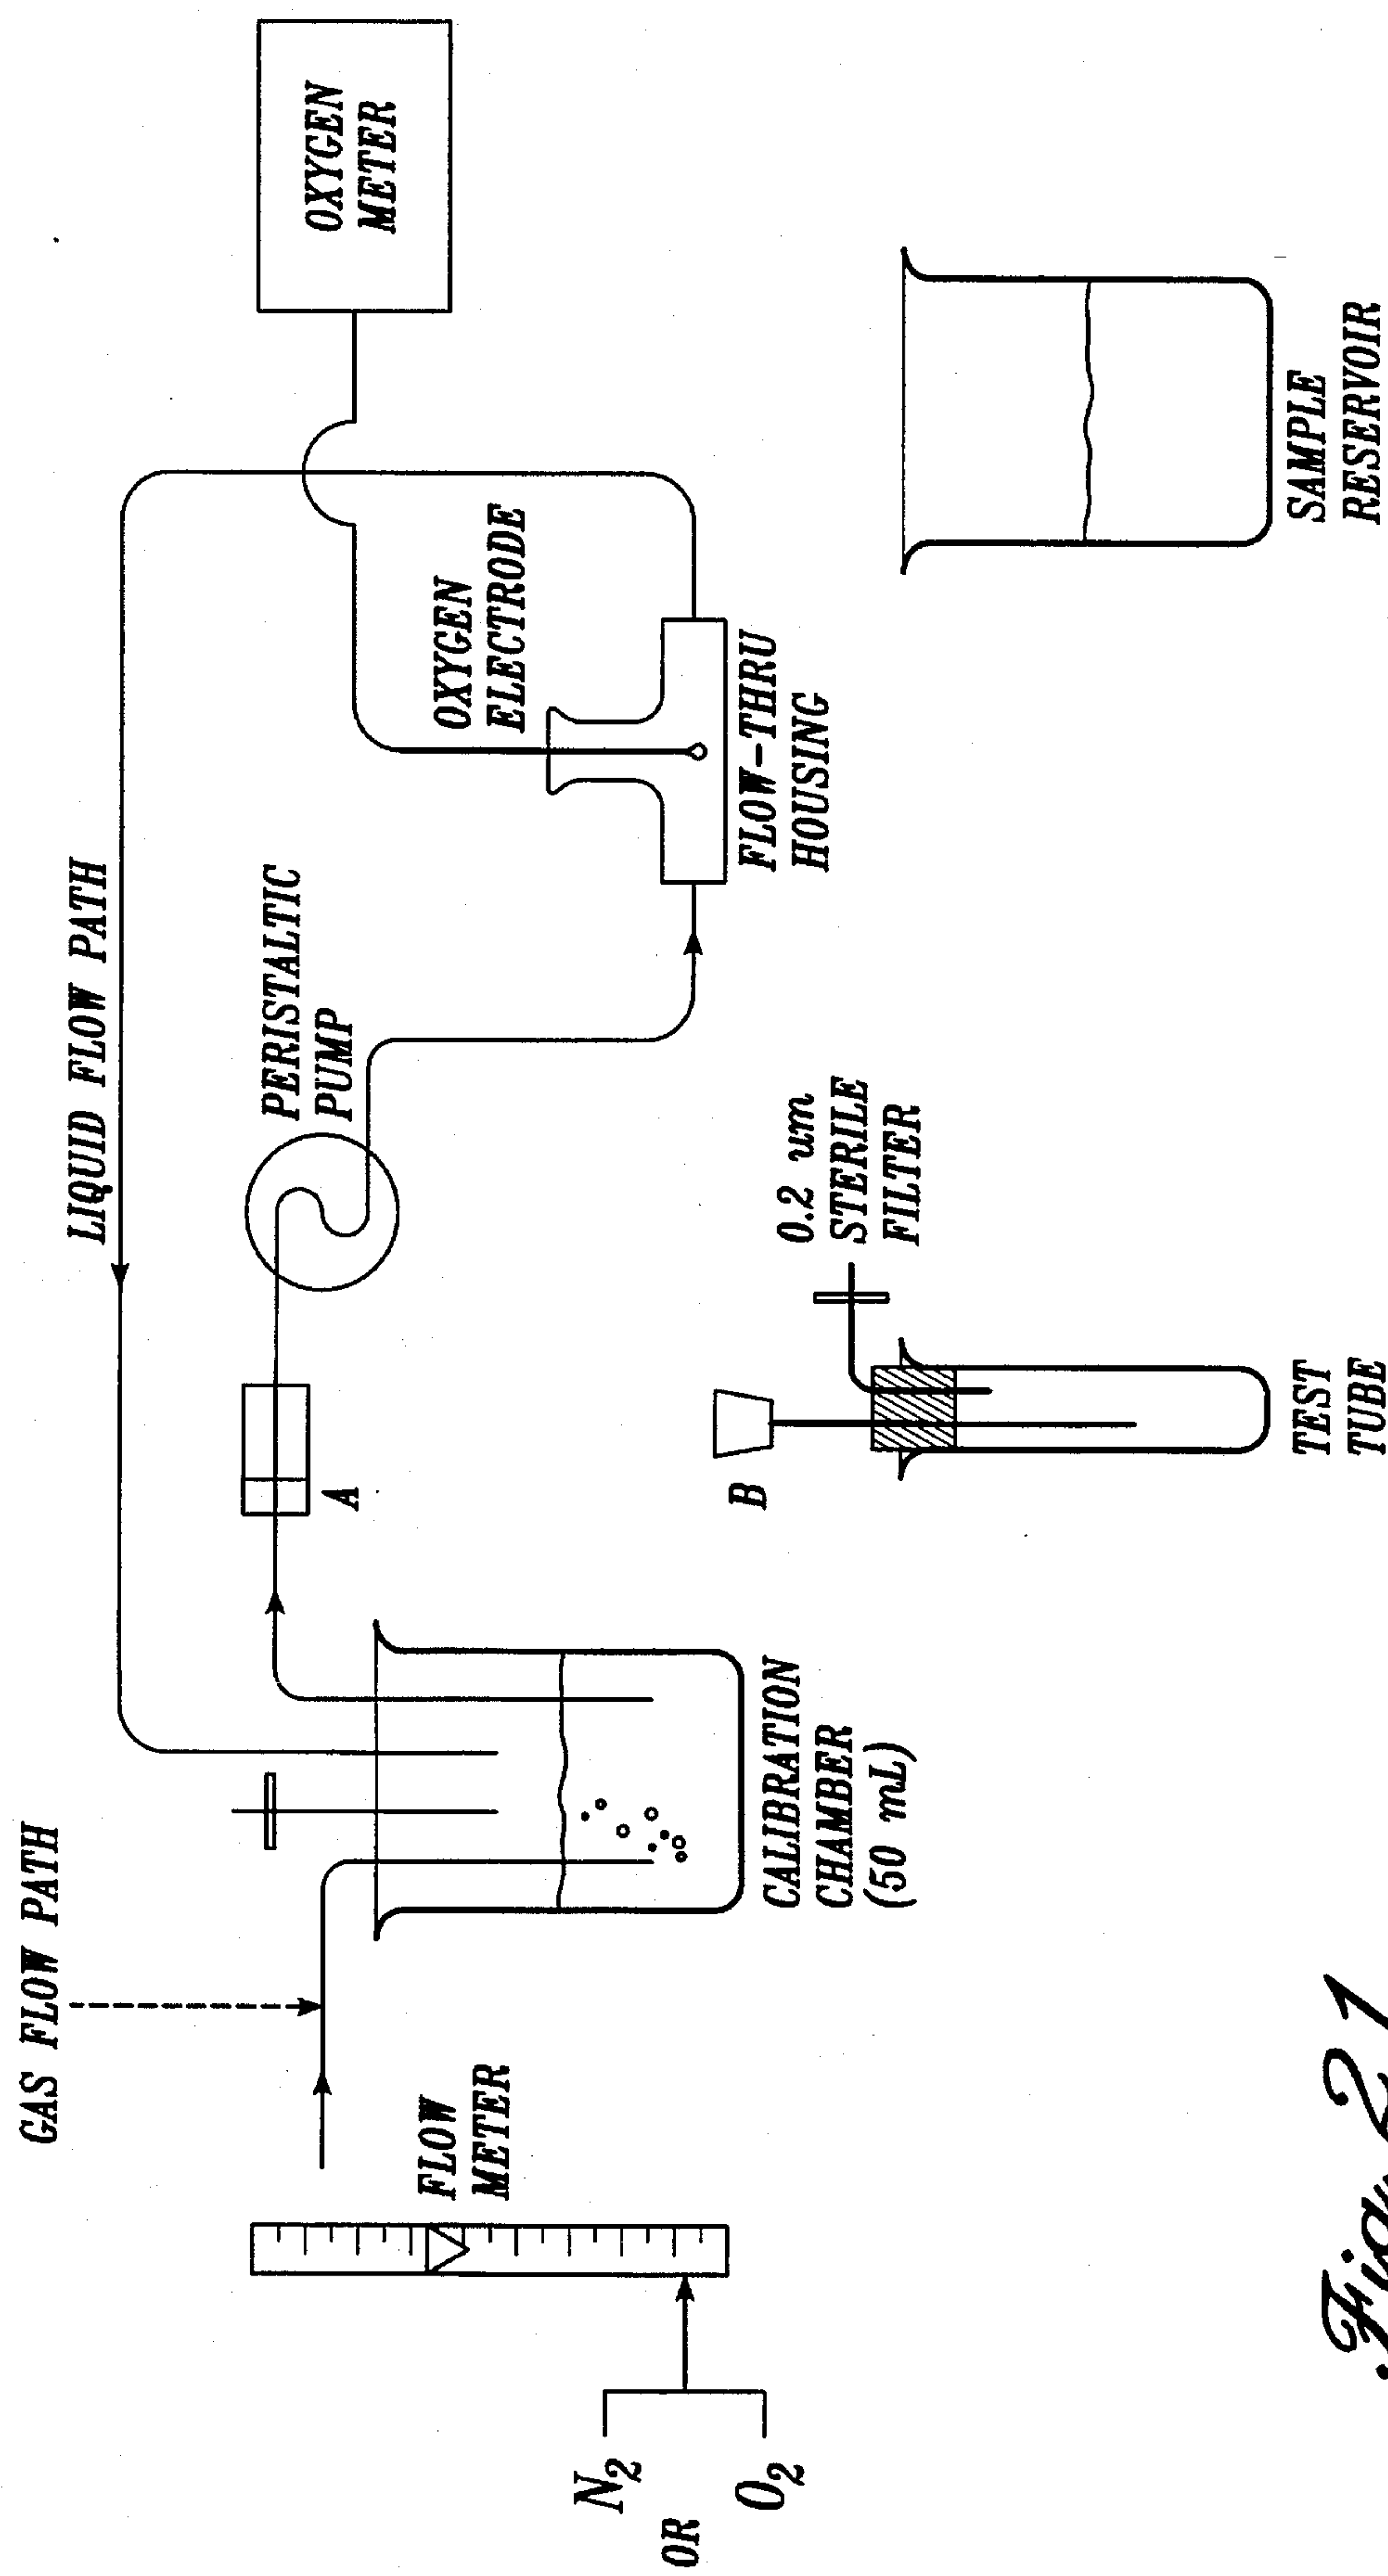 GAS FLOW PATH
LIQUID FLOW PATH
N2
OR
O2
FLOW
METER
CALIBRATION
CHAMBER
(50 mL)
A
PERISTALTIC
PUMP
OXYGEN
ELECTRODE
OXYGEN
METER
FLOW-THRU
HOUSING
B
0.2 um
STERILE
FILTER
TEST
TUBE
SAMPLE
RESERVOIR
Fig. 21